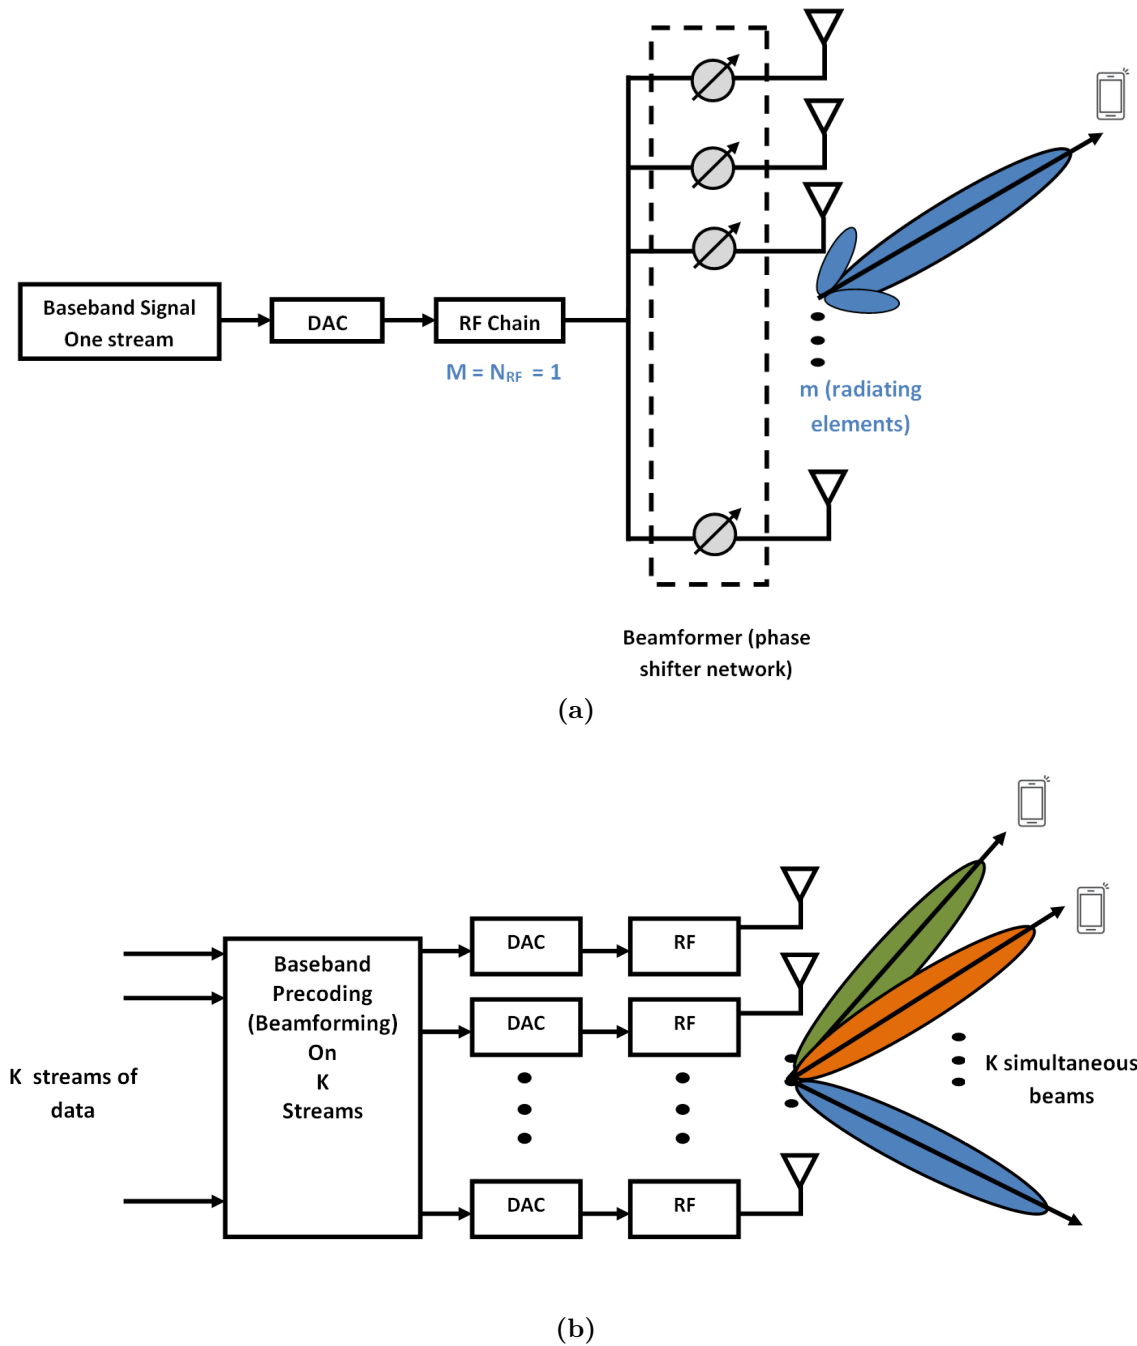 Baseband Signal
One stream
DAC
RF Chain
M = N_RF = 1
m (radiating
elements)
Beamformer (phase
shifter network)
(a)
K streams of
data
Baseband
Precoding
(Beamforming)
On
K
Streams
DAC
RF
DAC
RF
DAC
RF
K simultaneous
beams
(b)